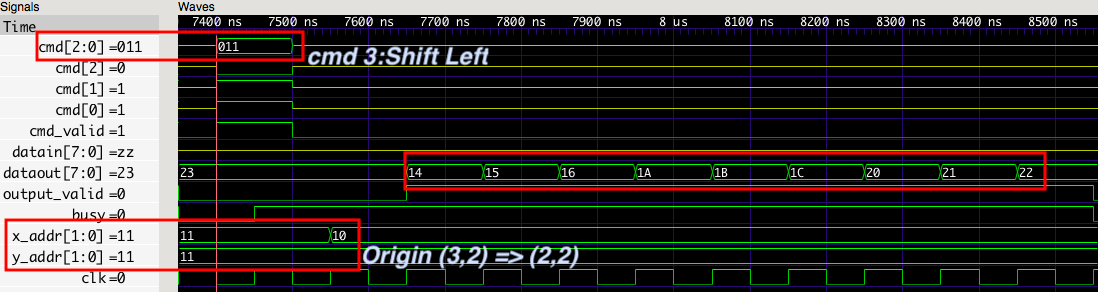 Signals Waves
Time 7400 ns 7500 ns 7600 ns 7700 ns 7800 ns 7900 ns 8 us 8100 ns 8200 ns 8300 ns 8400 ns 8500 ns
cmd[2:0] =011 011
cmd 3:Shift Left
cmd[2] =0
cmd[1] =1
cmd[0] =1
cmd_valid =1
datain[7:0] =zz
dataout[7:0] =23 23 14 15 16 1A 1B 1C 20 21 22
output_valid =0
busy =0
x_addr[1:0] =11 11 10
y_addr[1:0] =11 11 Origin (3,2) => (2,2)
clk =0